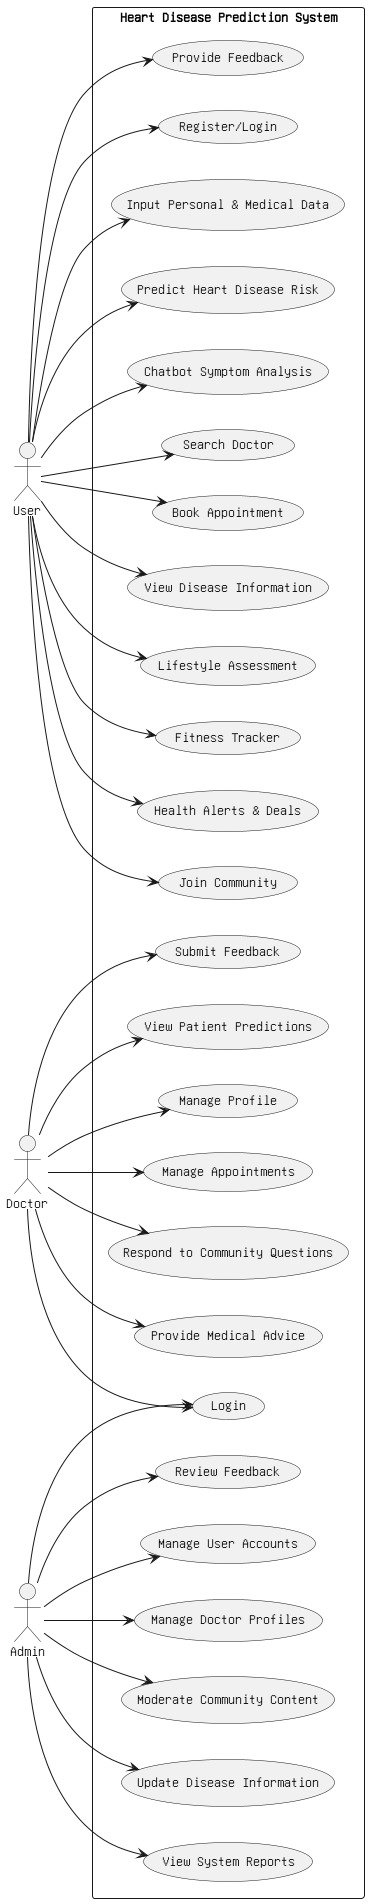 Heart Disease Prediction System
Provide Feedback
Register/Login
Input Personal & Medical Data
Predict Heart Disease Risk
Chatbot Symptom Analysis
Search Doctor
User
Book Appointment
View Disease Information
Lifestyle Assessment
Fitness Tracker
Health Alerts & Deals
Join Community
Submit Feedback
View Patient Predictions
Manage Profile
Manage Appointments
Doctor
Respond to Community Questions
Provide Medical Advice
Login
Review Feedback
Manage User Accounts
Manage Doctor Profiles
Admin
Moderate Community Content
Update Disease Information
View System Reports